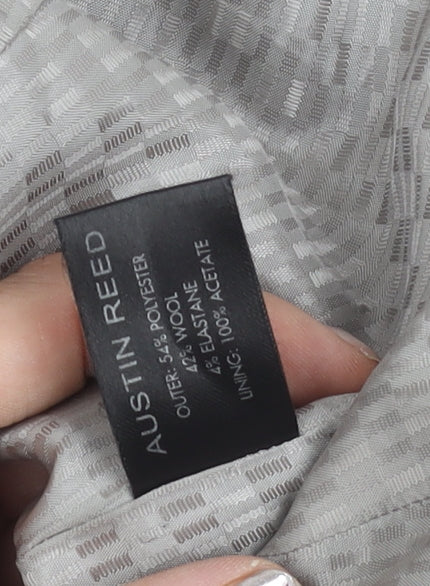 AUSTIN REED
OUTER: 54% POLYESTER
42% WOOL
4% ELASTANE
LINING: 100% ACETATE